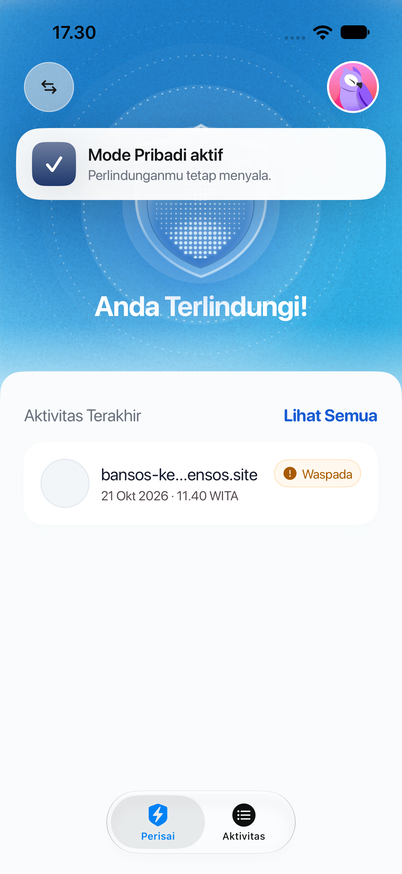 17.30
Mode Pribadi aktif
Perlindunganmu tetap menyala.
Anda Terlindungi!
Aktivitas Terakhir
Lihat Semua
bansos-ke...ensos.site
Waspada
21 Okt 2026 · 11.40 WITA
Perisai
Aktivitas